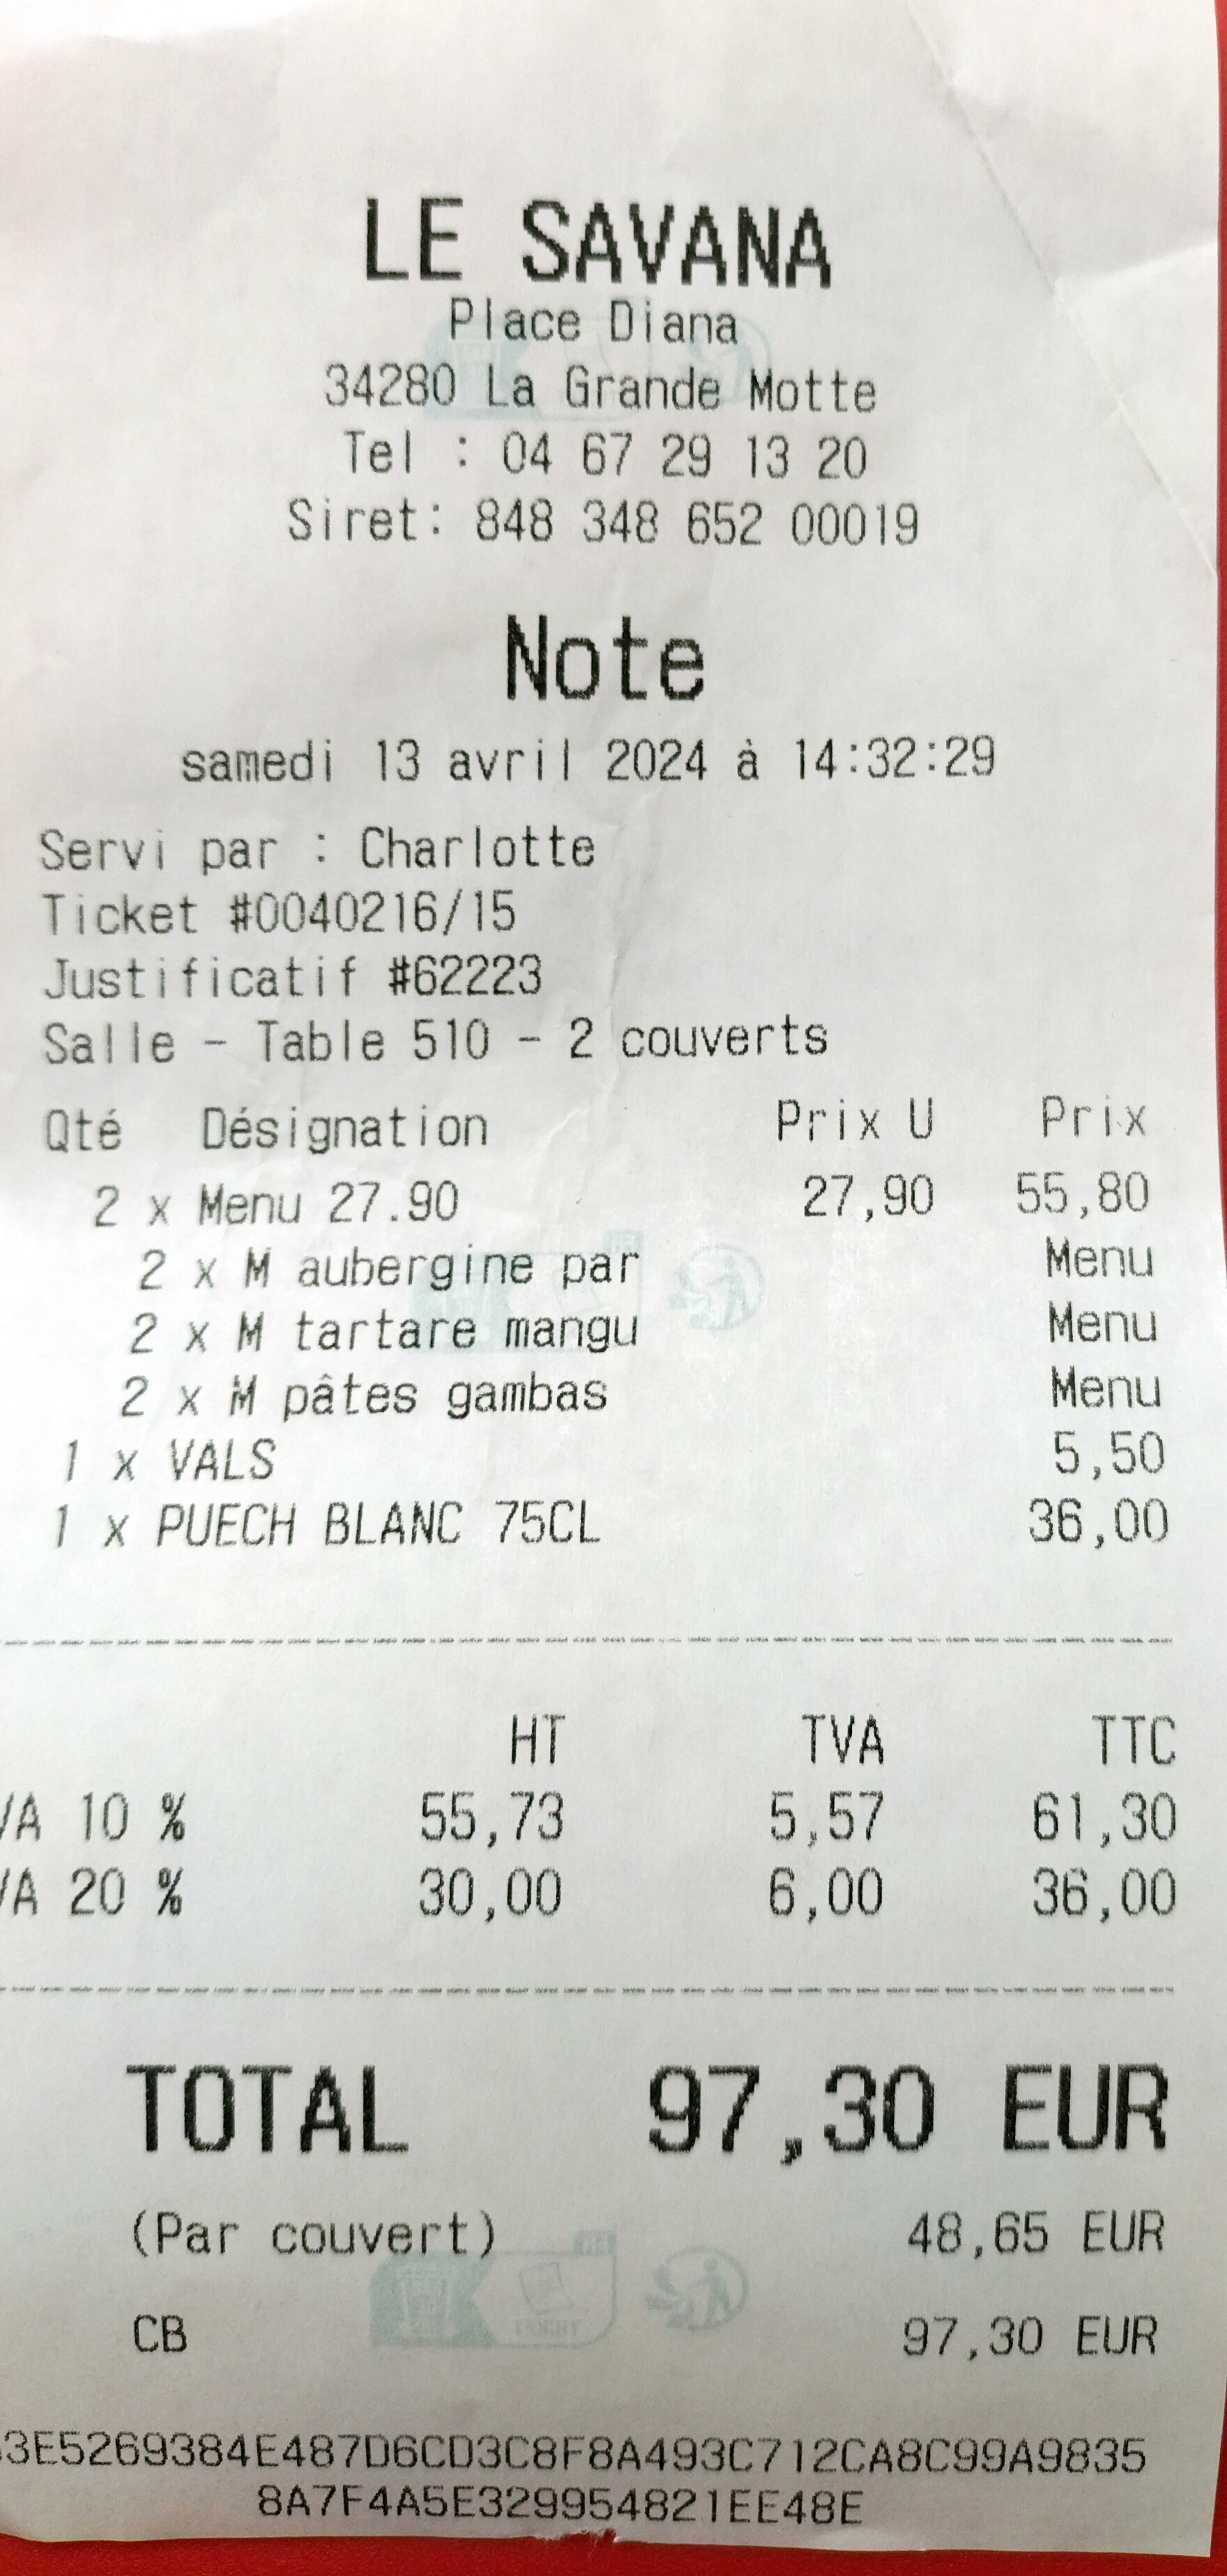 LE SAVANA
Place Diana
34280 La Grande Motte
Tel : 04 67 29 13 20
Siret: 848 348 652 00019
Note
samedi 13 avril 2024 à 14:32:29
Servi par : Charlotte
Ticket #0040216/15
Justificatif #62223
Salle - Table 510 - 2 couverts
Qté Désignation Prix U Prix
2 x Menu 27.90 27,90 55,80
2 x M aubergine par Menu
2 x M tartare mangu Menu
2 x M pâtes gambas Menu
1 x VALS 5,50
1 x PUECH BLANC 75CL 36,00
HT TVA TTC
VA 10 % 55,73 5,57 61,30
VA 20 % 30,00 6,00 36,00
TOTAL 97,30 EUR
(Par couvert) 48,65 EUR
CB 97,30 EUR
3E5269384E487D6CD3C8F8A493C712CA8C99A9835
8A7F4A5E329954821EE48E